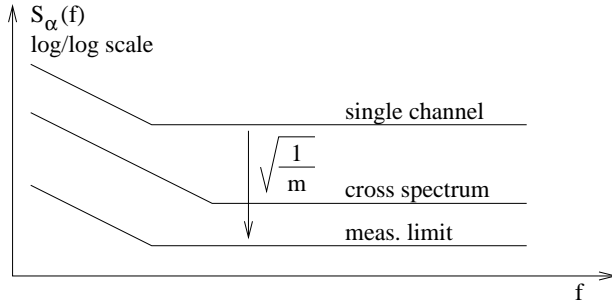 S_α(f)
log/log scale
single channel
√(1/m)
cross spectrum
meas. limit
f